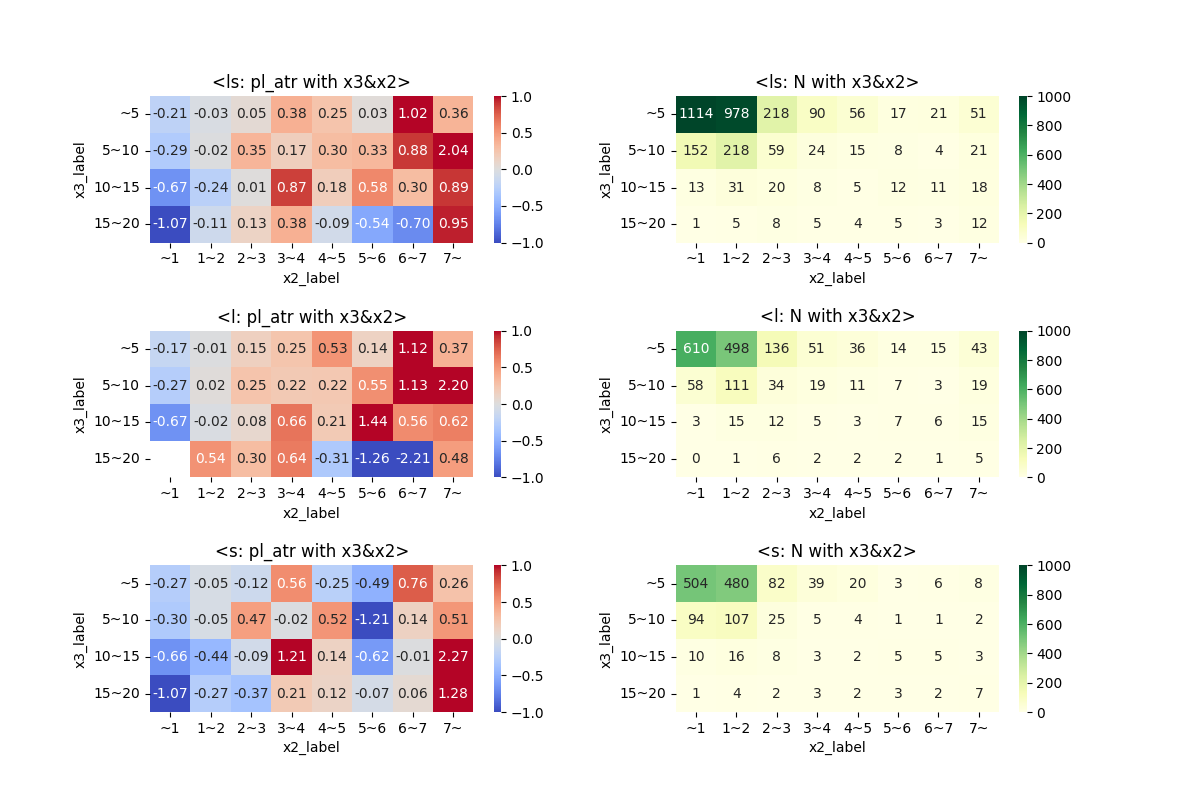 <ls: pl_atr with x3&x2>
x3_label
~5 -0.21 -0.03 0.05 0.38 0.25 0.03 1.02 0.36
5~10 -0.29 -0.02 0.35 0.17 0.30 0.33 0.88 2.04
10~15 -0.67 -0.24 0.01 0.87 0.18 0.58 0.30 0.89
15~20 -1.07 -0.11 0.13 0.38 -0.09 -0.54 -0.70 0.95
~1 1~2 2~3 3~4 4~5 5~6 6~7 7~
x2_label
1.0
0.5
0.0
−0.5
−1.0
<ls: N with x3&x2>
x3_label
~5 1114 978 218 90 56 17 21 51
5~10 152 218 59 24 15 8 4 21
10~15 13 31 20 8 5 12 11 18
15~20 1 5 8 5 4 5 3 12
~1 1~2 2~3 3~4 4~5 5~6 6~7 7~
x2_label
1000
800
600
400
200
0
<l: pl_atr with x3&x2>
x3_label
~5 -0.17 -0.01 0.15 0.25 0.53 0.14 1.12 0.37
5~10 -0.27 0.02 0.25 0.22 0.22 0.55 1.13 2.20
10~15 -0.67 -0.02 0.08 0.66 0.21 1.44 0.56 0.62
15~20 0.54 0.30 0.64 -0.31 -1.26 -2.21 0.48
~1 1~2 2~3 3~4 4~5 5~6 6~7 7~
x2_label
1.0
0.5
0.0
−0.5
−1.0
<l: N with x3&x2>
x3_label
~5 610 498 136 51 36 14 15 43
5~10 58 111 34 19 11 7 3 19
10~15 3 15 12 5 3 7 6 15
15~20 0 1 6 2 2 2 1 5
~1 1~2 2~3 3~4 4~5 5~6 6~7 7~
x2_label
1000
800
600
400
200
0
<s: pl_atr with x3&x2>
x3_label
~5 -0.27 -0.05 -0.12 0.56 -0.25 -0.49 0.76 0.26
5~10 -0.30 -0.05 0.47 -0.02 0.52 -1.21 0.14 0.51
10~15 -0.66 -0.44 -0.09 1.21 0.14 -0.62 -0.01 2.27
15~20 -1.07 -0.27 -0.37 0.21 0.12 -0.07 0.06 1.28
~1 1~2 2~3 3~4 4~5 5~6 6~7 7~
x2_label
1.0
0.5
0.0
−0.5
−1.0
<s: N with x3&x2>
x3_label
~5 504 480 82 39 20 3 6 8
5~10 94 107 25 5 4 1 1 2
10~15 10 16 8 3 2 5 5 3
15~20 1 4 2 3 2 3 2 7
~1 1~2 2~3 3~4 4~5 5~6 6~7 7~
x2_label
1000
800
600
400
200
0